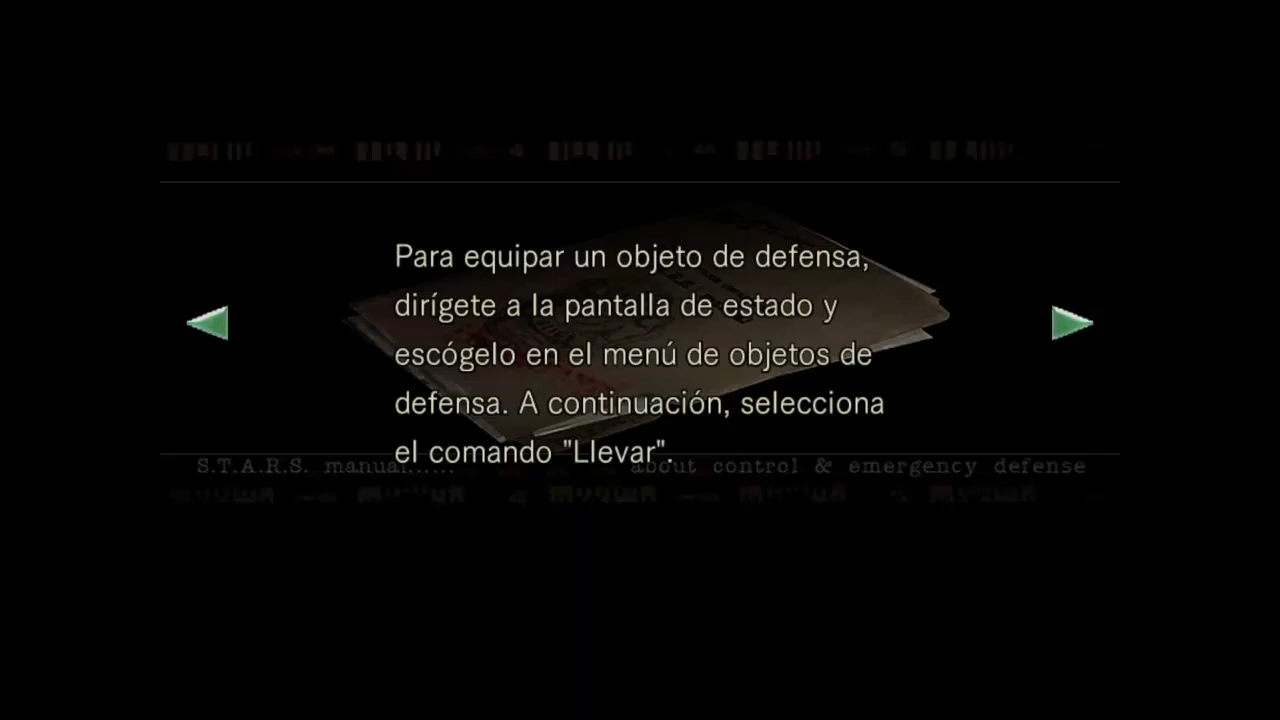 Para equipar un objeto de defensa,
dirígete a la pantalla de estado y
escógelo en el menú de objetos de
defensa. A continuación, selecciona
el comando "Llevar".
S.T.A.R.S. manual...... about control & emergency defense